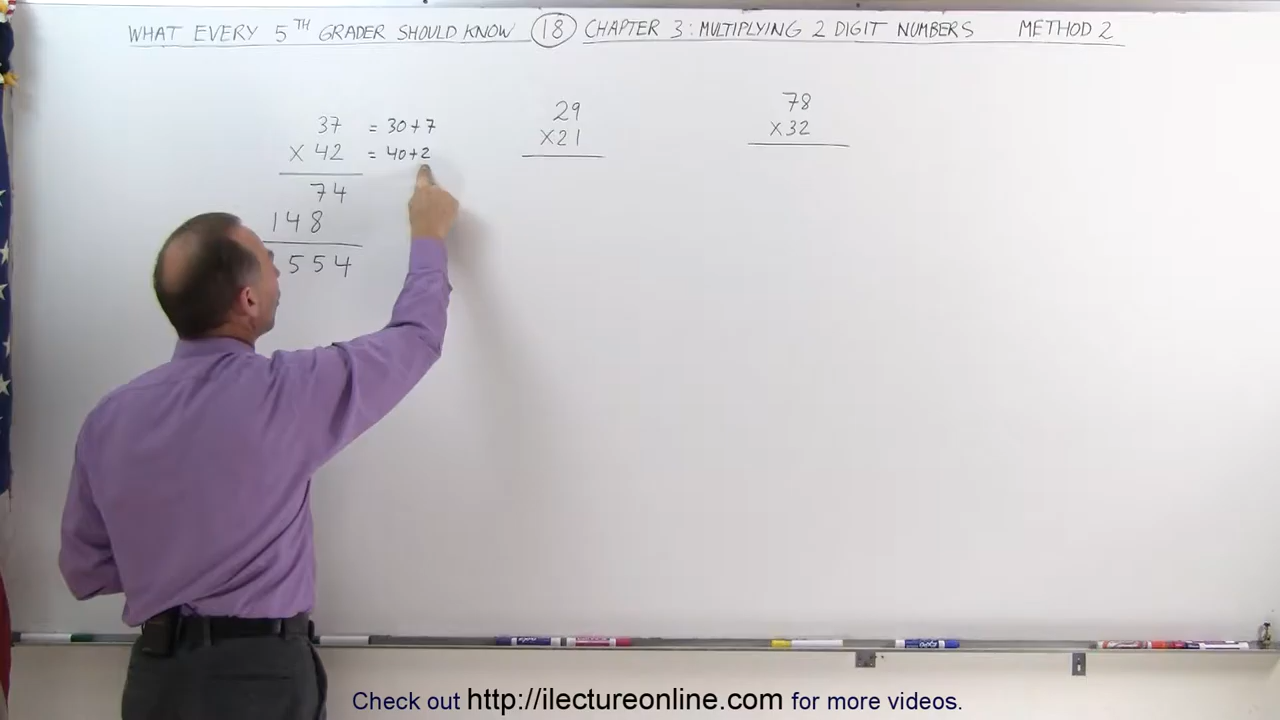 WHAT EVERY 5TH GRADER SHOULD KNOW 18 CHAPTER 3: MULTIPLYING 2 DIGIT NUMBERS METHOD 2
37 = 30+7
X 42 = 40+2
74
148
554
29
X21
78
X32
Check out http://ilectureonline.com for more videos.